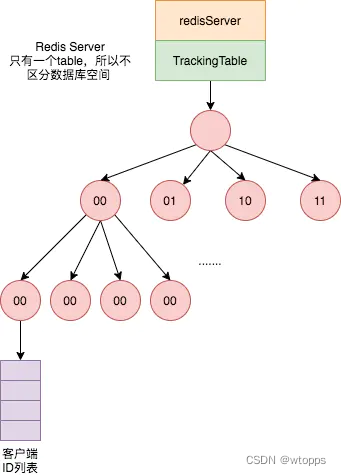 redisServer
Redis Server
只有一个table，所以不
区分数据库空间
TrackingTable
00 01 10 11
.......
00 00 00 00
客户端
ID列表
CSDN @wtopps